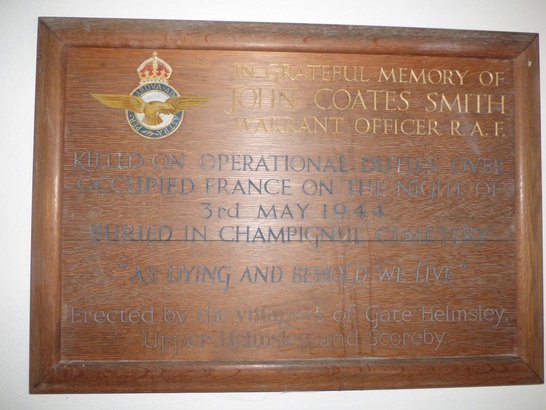 IN GRATEFUL MEMORY OF
JOHN COATES SMITH
WARRANT OFFICER R.A.F.
KILLED ON OPERATIONAL DUTIES OVER
OCCUPIED FRANCE ON THE NIGHT OF
3rd MAY 1944
BURIED IN CHAMPIGNUL CEMETERY
"AS DYING AND BEHOLD WE LIVE"
Erected by the villagers of Gate Helmsley,
Upper Helmsley and Scoreby